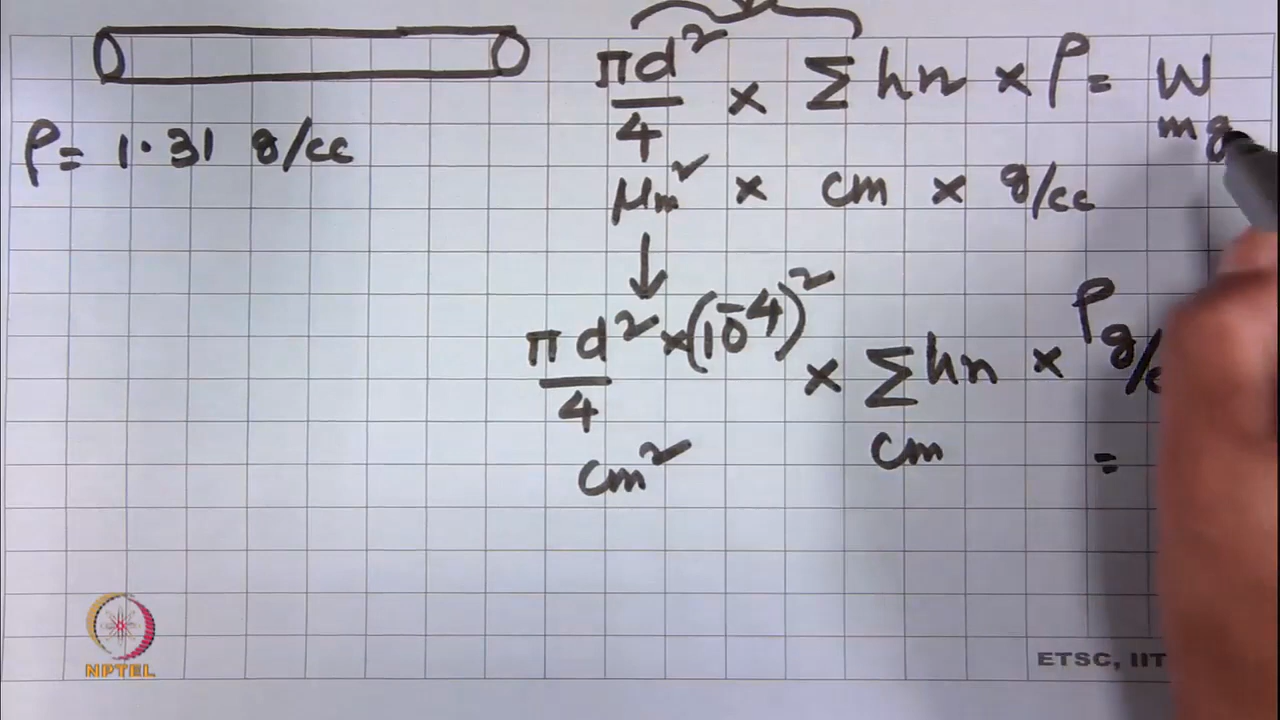 πd²/4 × Σhn × ρ = W
mg
ρ = 1.31 g/cc
μm² × cm × g/cc
↓
πd²×(10⁻⁴)²/4 × Σhn × ρ g/
cm² cm =
NPTEL
ETSC, IIT